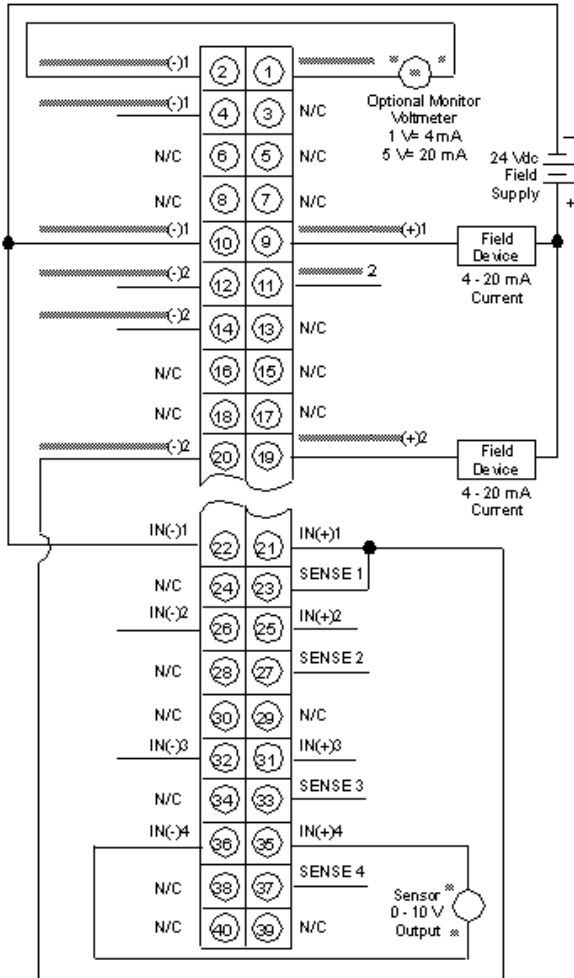 (-)1 2 1
(-)1 4 3 N/C
Optional Monitor
Voltmeter
1 V= 4 mA
5 V= 20 mA
N/C 6 5 N/C
24 Vdc
Field
Supply
−
+
N/C 8 7 N/C
(-)1 10 9 (+)1
Field
Device
4 - 20 mA
Current
(-)2 12 11 2
(-)2 14 13 N/C
N/C 16 15 N/C
N/C 18 17 N/C
(-)2 20 19 (+)2
Field
Device
4 - 20 mA
Current
IN(-)1 22 21 IN(+)1
N/C 24 23 SENSE 1
IN(-)2 26 25 IN(+)2
N/C 28 27 SENSE 2
N/C 30 29 N/C
IN(-)3 32 31 IN(+)3
N/C 34 33 SENSE 3
IN(-)4 36 35 IN(+)4
N/C 38 37 SENSE 4
N/C 40 39 N/C
Sensor
0 - 10 V
Output